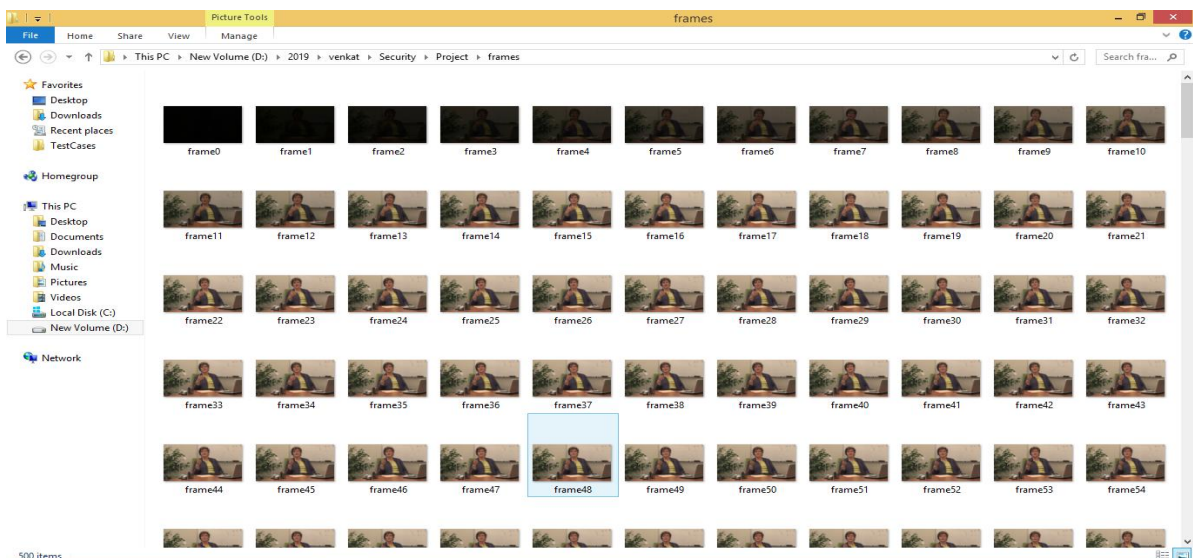 Picture Tools
frames
File Home Share View Manage
This PC New Volume (D:) 2019 venkat Security Project frames
Search fra...
Favorites
Desktop
Downloads
Recent places
TestCases
Homegroup
This PC
Desktop
Documents
Downloads
Music
Pictures
Videos
Local Disk (C:)
New Volume (D:)
Network
frame0 frame1 frame2 frame3 frame4 frame5 frame6 frame7 frame8 frame9 frame10
frame11 frame12 frame13 frame14 frame15 frame16 frame17 frame18 frame19 frame20 frame21
frame22 frame23 frame24 frame25 frame26 frame27 frame28 frame29 frame30 frame31 frame32
frame33 frame34 frame35 frame36 frame37 frame38 frame39 frame40 frame41 frame42 frame43
frame44 frame45 frame46 frame47 frame48 frame49 frame50 frame51 frame52 frame53 frame54
500 items